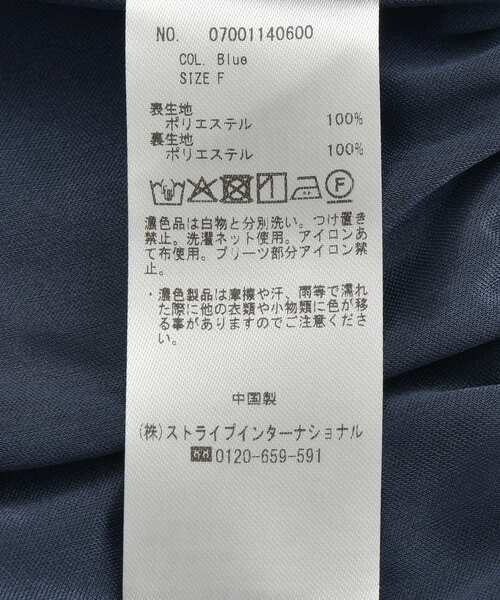 NO. 07001140600
COL. Blue
SIZE F
表生地
ポリエステル 100%
裏生地
ポリエステル 100%
濃色品は白物と分別洗い。つけ置き
禁止。洗濯ネット使用。アイロンあ
て布使用。プリーツ部分アイロン禁
止。
・濃色製品は摩擦や汗、雨等で濡れ
た際に他の衣類や小物類に色が移
る事がありますのでご注意くださ
い。
中国製
(株)ストライプインターナショナル
0120-659-591